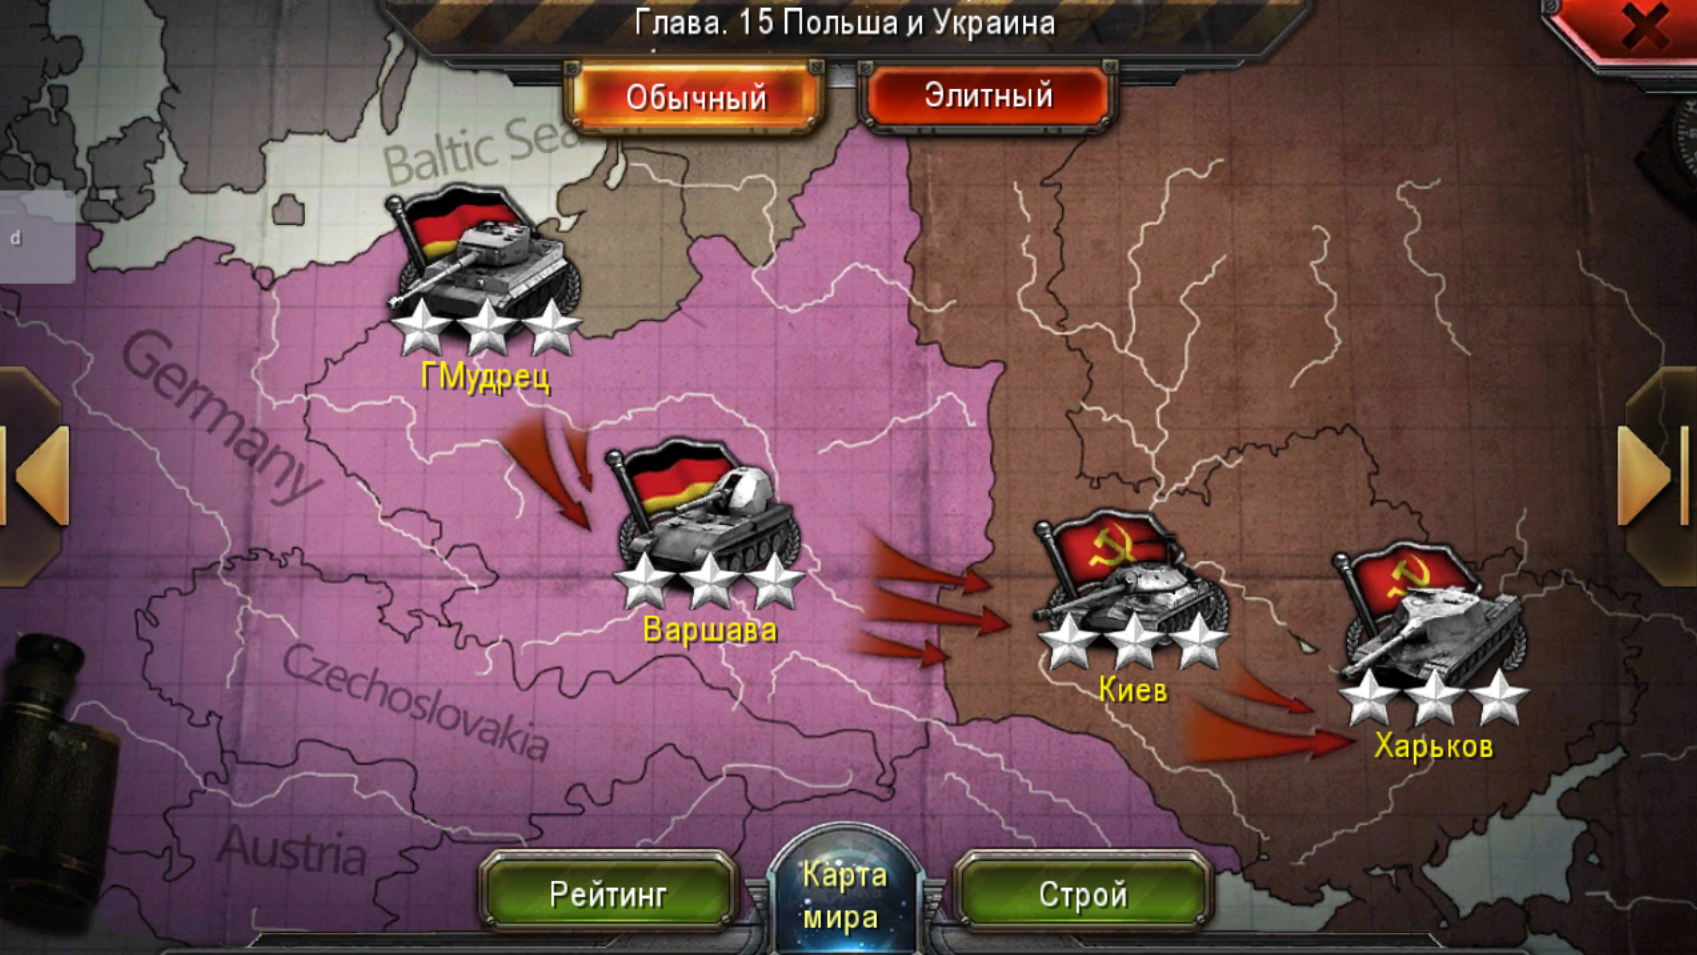 Глава. 15 Польша и Украина
Обычный
Элитный
Baltic Sea
d
ГМудрец
Germany
Варшава
Киев
Харьков
Czechoslovakia
Austria
Рейтинг
Карта
мира
Строй